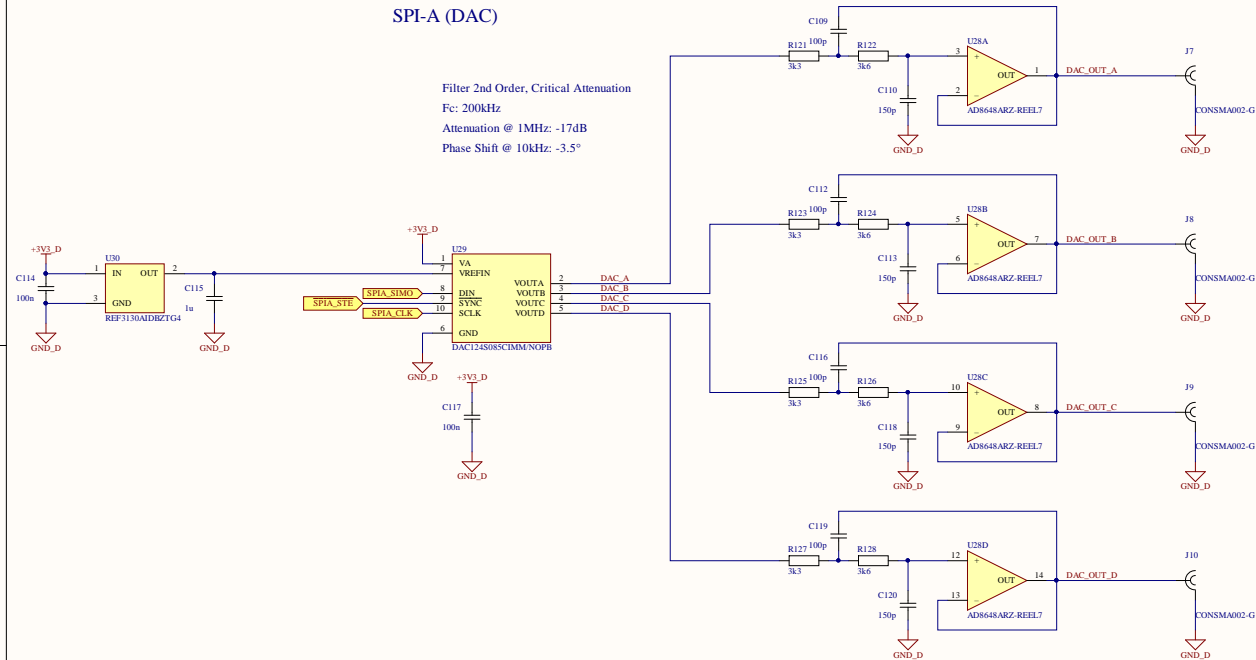 SPI-A (DAC)
Filter 2nd Order, Critical Attenuation
Fc: 200kHz
Attenuation @ 1MHz: -17dB
Phase Shift @ 10kHz: -3.5°
+3V3_D
C114
100n
GND_D
U30
1 IN OUT 2
3 GND
REF3130AIDBZTG4
C115
1u
GND_D
+3V3_D
U29
1 VA
7 VREFIN
8 DIN
9 SYNC
10 SCLK
6 GND
VOUTA 2 DAC_A
VOUTB 3 DAC_B
VOUTC 4 DAC_C
VOUTD 5 DAC_D
DAC124S085CIMM/NOPB
SPIA_SIMO
SPIA_STE
SPIA_CLK
GND_D
+3V3_D
C117
100n
GND_D
C109
100p
R121
3k3
R122
3k6
C110
150p
GND_D
U28A
3 +
2 -
OUT 1
AD8648ARZ-REEL7
DAC_OUT_A
J7
CONSMA002-G
GND_D
C112
100p
R123
3k3
R124
3k6
C113
150p
GND_D
U28B
5 +
6 -
OUT 7
AD8648ARZ-REEL7
DAC_OUT_B
J8
CONSMA002-G
GND_D
C116
100p
R125
3k3
R126
3k6
C118
150p
GND_D
U28C
10 +
9 -
OUT 8
AD8648ARZ-REEL7
DAC_OUT_C
J9
CONSMA002-G
GND_D
C119
100p
R127
3k3
R128
3k6
C120
150p
GND_D
U28D
12 +
13 -
OUT 14
AD8648ARZ-REEL7
DAC_OUT_D
J10
CONSMA002-G
GND_D